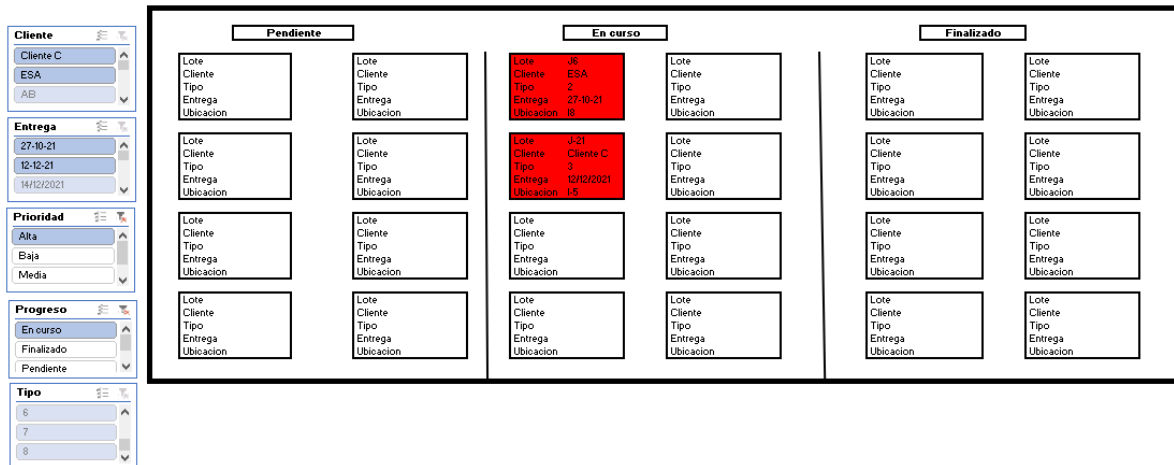 Cliente
Cliente C
ESA
AB
Entrega
27-10-21
12-12-21
14/12/2021
Prioridad
Alta
Baja
Media
Progreso
En curso
Finalizado
Pendiente
Tipo
6
7
8
Pendiente
Lote
Cliente
Tipo
Entrega
Ubicacion
Lote
Cliente
Tipo
Entrega
Ubicacion
Lote
Cliente
Tipo
Entrega
Ubicacion
Lote
Cliente
Tipo
Entrega
Ubicacion
Lote
Cliente
Tipo
Entrega
Ubicacion
Lote
Cliente
Tipo
Entrega
Ubicacion
Lote
Cliente
Tipo
Entrega
Ubicacion
Lote
Cliente
Tipo
Entrega
Ubicacion
En curso
Lote J6
Cliente ESA
Tipo 2
Entrega 27-10-21
Ubicacion I8
Lote
Cliente
Tipo
Entrega
Ubicacion
Lote J-21
Cliente Cliente C
Tipo 3
Entrega 12/12/2021
Ubicacion I-5
Lote
Cliente
Tipo
Entrega
Ubicacion
Lote
Cliente
Tipo
Entrega
Ubicacion
Lote
Cliente
Tipo
Entrega
Ubicacion
Lote
Cliente
Tipo
Entrega
Ubicacion
Lote
Cliente
Tipo
Entrega
Ubicacion
Finalizado
Lote
Cliente
Tipo
Entrega
Ubicacion
Lote
Cliente
Tipo
Entrega
Ubicacion
Lote
Cliente
Tipo
Entrega
Ubicacion
Lote
Cliente
Tipo
Entrega
Ubicacion
Lote
Cliente
Tipo
Entrega
Ubicacion
Lote
Cliente
Tipo
Entrega
Ubicacion
Lote
Cliente
Tipo
Entrega
Ubicacion
Lote
Cliente
Tipo
Entrega
Ubicacion